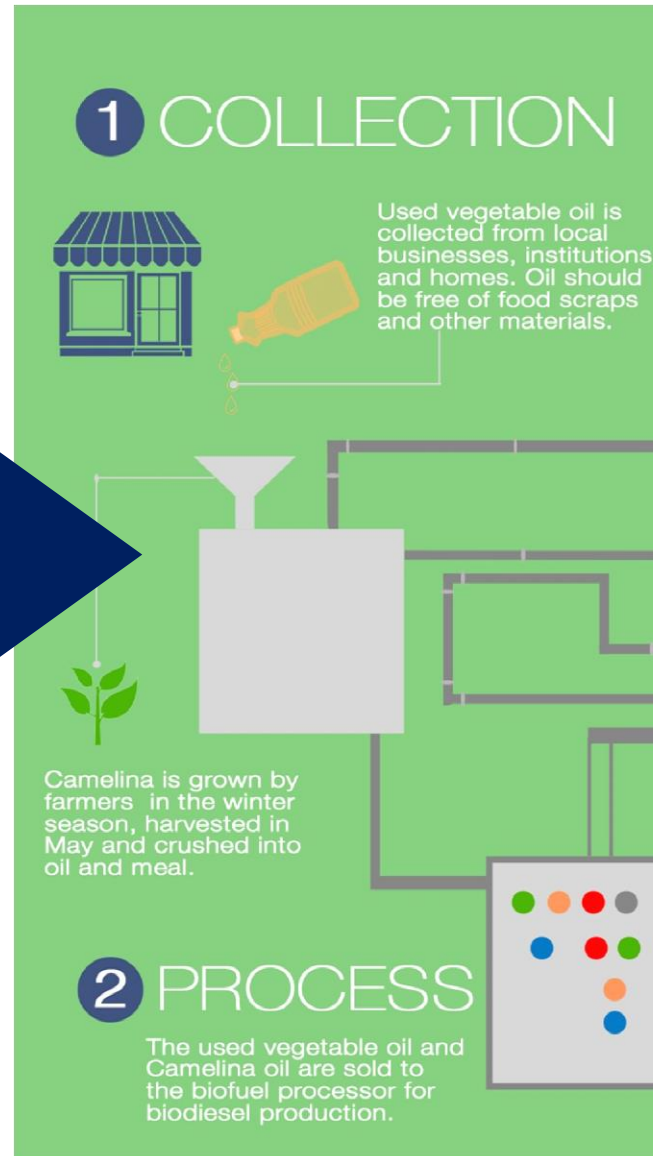 1 COLLECTION
Used vegetable oil is
collected from local
businesses, institutions
and homes. Oil should
be free of food scraps
and other materials.
Camelina is grown by
farmers in the winter
season, harvested in
May and crushed into
oil and meal.
2 PROCESS
The used vegetable oil and
Camelina oil are sold to
the biofuel processor for
biodiesel production.